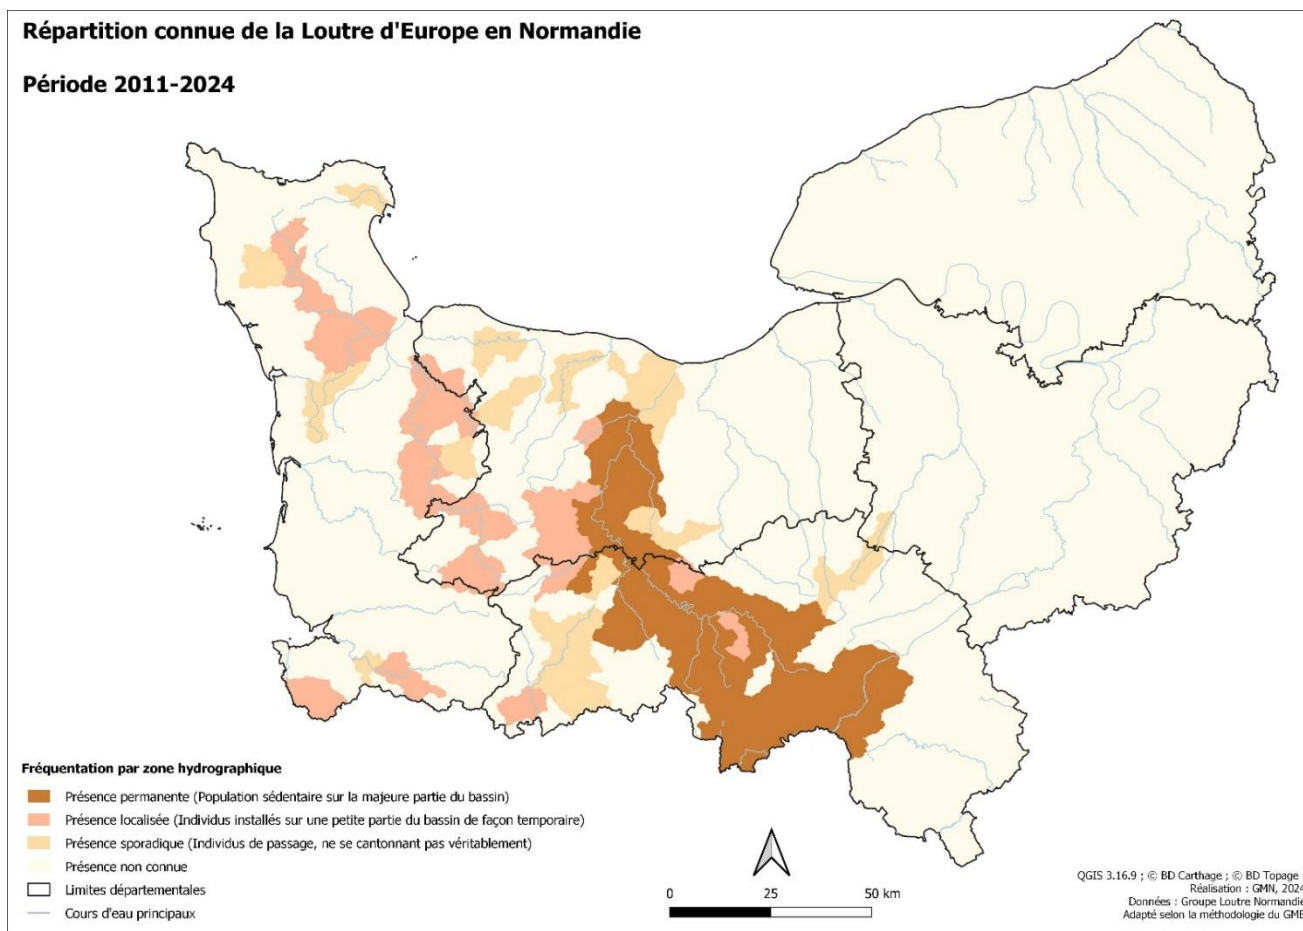 Répartition connue de la Loutre d'Europe en Normandie
Période 2011-2024
Fréquentation par zone hydrographique
Présence permanente (Population sédentaire sur la majeure partie du bassin)
Présence localisée (Individus installés sur une petite partie du bassin de façon temporaire)
Présence sporadique (Individus de passage, ne se cantonnant pas véritablement)
Présence non connue
Limites départementales
Cours d'eau principaux
0 25 50 km
QGIS 3.16.9 ; © BD Carthage ; © BD Topage ;
Réalisation : GMN, 2024
Données : Groupe Loutre Normandie
Adapté selon la méthodologie du GMB